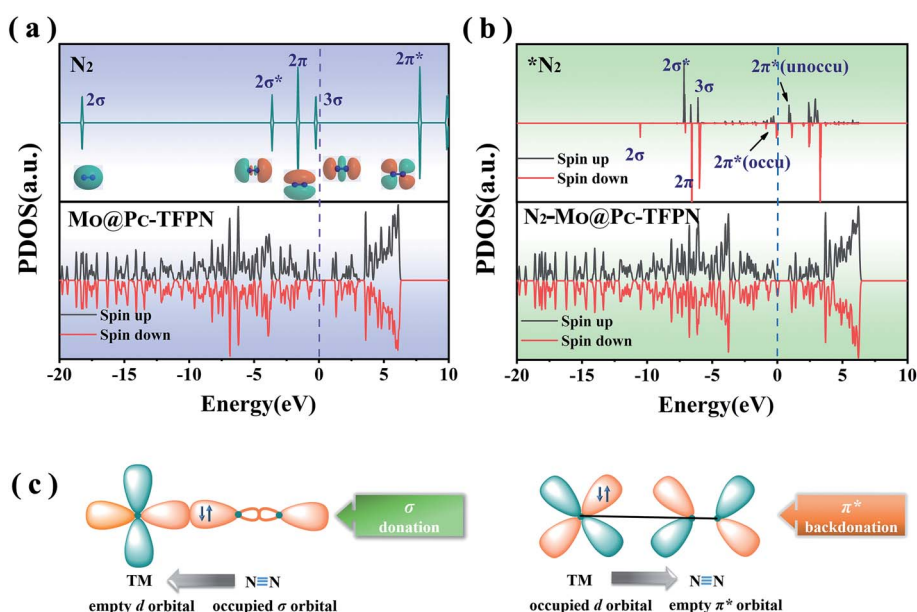 (a)
N2
2σ
2σ*
2π
3σ
2π*
Mo@Pc-TFPN
Spin up
Spin down
PDOS(a.u.)
-20 -15 -10 -5 0 5 10
Energy(eV)
(b)
*N2
2σ*
3σ
2π*(unoccu)
2σ
2π
2π*(occu)
Spin up
Spin down
N2-Mo@Pc-TFPN
Spin up
Spin down
PDOS(a.u.)
-20 -15 -10 -5 0 5 10
Energy(eV)
(c)
σ
donation
TM
N≡N
empty d orbital
occupied σ orbital
π*
backdonation
TM
N≡N
occupied d orbital
empty π* orbital